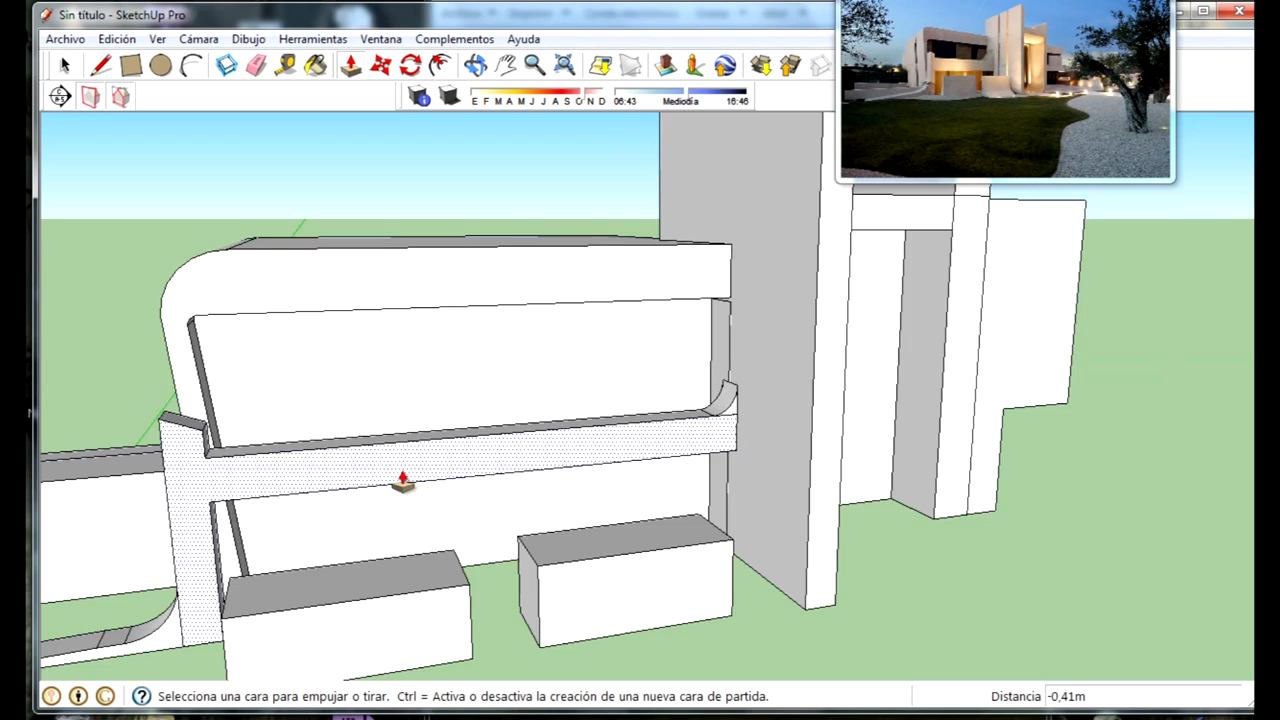 Sin título - SketchUp Pro
Archivo Edición Ver Cámara Dibujo Herramientas Ventana Complementos Ayuda
E F M A M J J A S O N D 06:43 Mediodía 16:46
Selecciona una cara para empujar o tirar. Ctrl = Activa o desactiva la creación de una nueva cara de partida. Distancia -0,41m